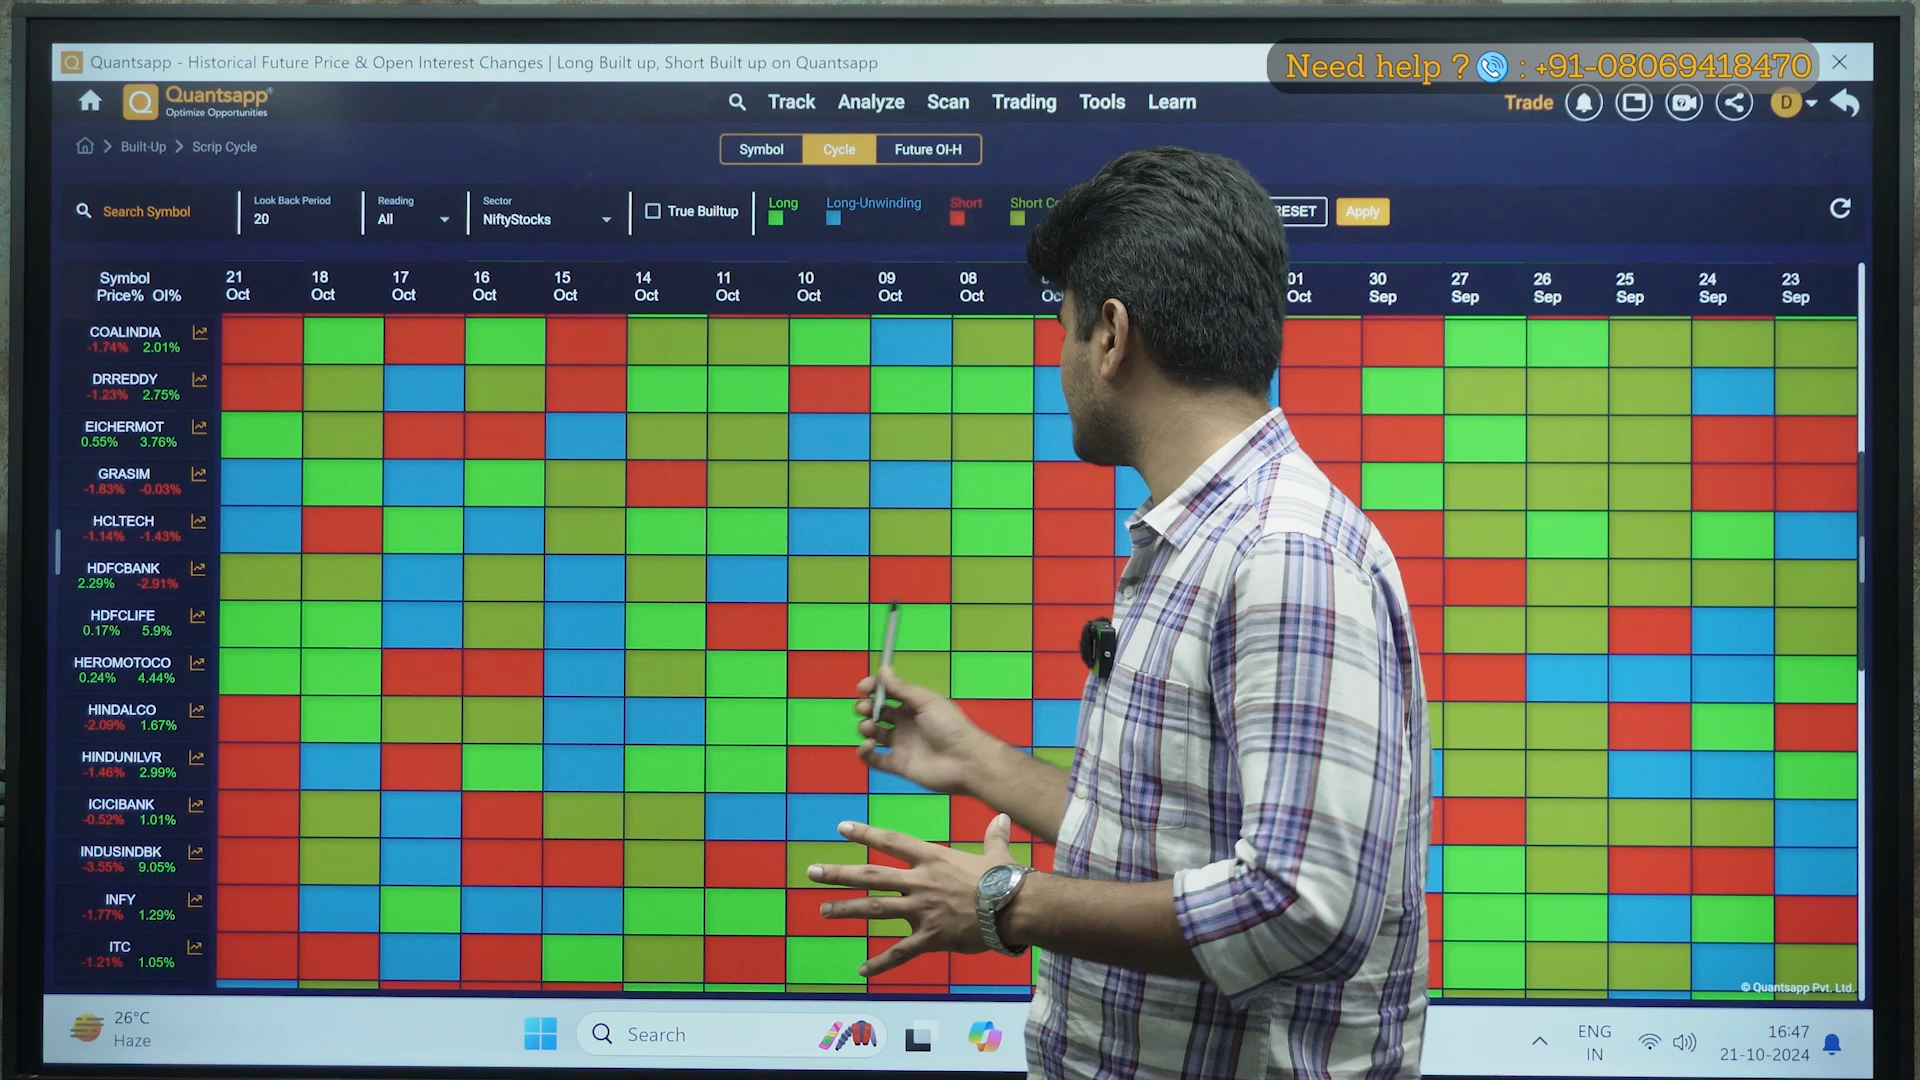 Quantsapp - Historical Future Price & Open Interest Changes | Long Built up, Short Built up on Quantsapp
Need help ? : +91-08069418470
Quantsapp®
Optimize Opportunities
Track Analyze Scan Trading Tools Learn
Trade
D
Built-Up Scrip Cycle
Symbol Cycle Future OI-H
Search Symbol
Look Back Period
20
Reading
All
Sector
NiftyStocks
True Builtup
Long Long-Unwinding Short Short
Apply
Symbol
Price% OI%
21 Oct
18 Oct
17 Oct
16 Oct
15 Oct
14 Oct
11 Oct
10 Oct
09 Oct
08 Oct
01 Oct
30 Sep
27 Sep
26 Sep
25 Sep
24 Sep
23 Sep
COALINDIA
-1.74% 2.01%
DRREDDY
-1.23% 2.75%
EICHERMOT
0.55% 3.76%
GRASIM
-1.83% -0.03%
HCLTECH
-1.14% -1.43%
HDFCBANK
2.29% -2.91%
HDFCLIFE
0.17% 5.9%
HEROMOTOCO
0.24% 4.44%
HINDALCO
-2.09% 1.67%
HINDUNILVR
-1.46% 2.99%
ICICIBANK
-0.52% 1.01%
INDUSINDBK
-3.55% 9.05%
INFY
-1.77% 1.29%
ITC
-1.21% 1.05%
© Quantsapp Pvt. Ltd.
26°C
Haze
Search
ENG
IN
16:47
21-10-2024